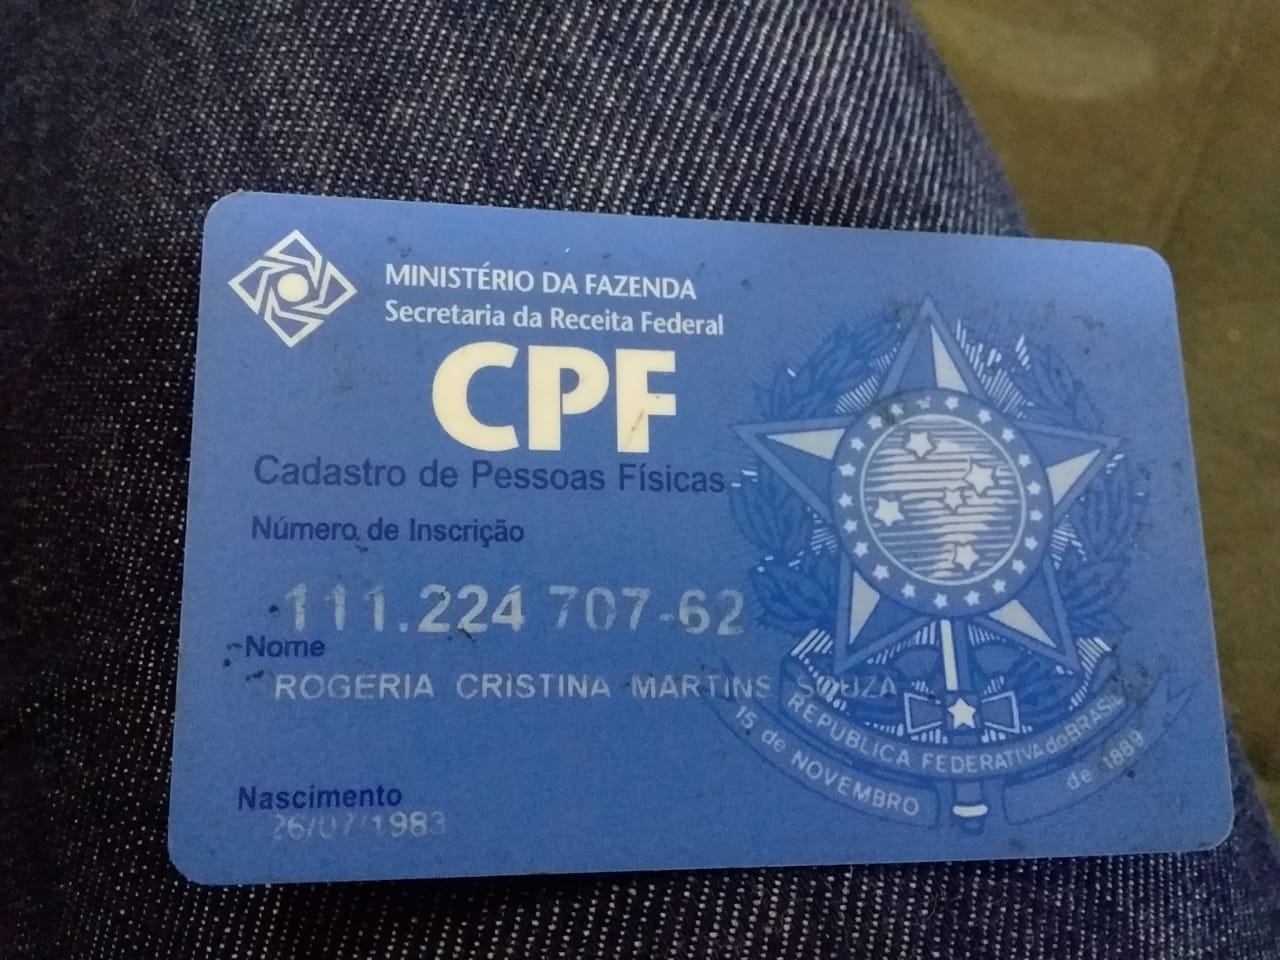 MINISTÉRIO DA FAZENDA
Secretaria da Receita Federal
CPF
Cadastro de Pessoas Físicas
Número de Inscrição
111.224 707-62
Nome
ROGERIA CRISTINA MARTINS SOUZA
REPUBLICA FEDERATIVA do BRASIL
15 de NOVEMBRO de 1889
Nascimento
26/07/1983